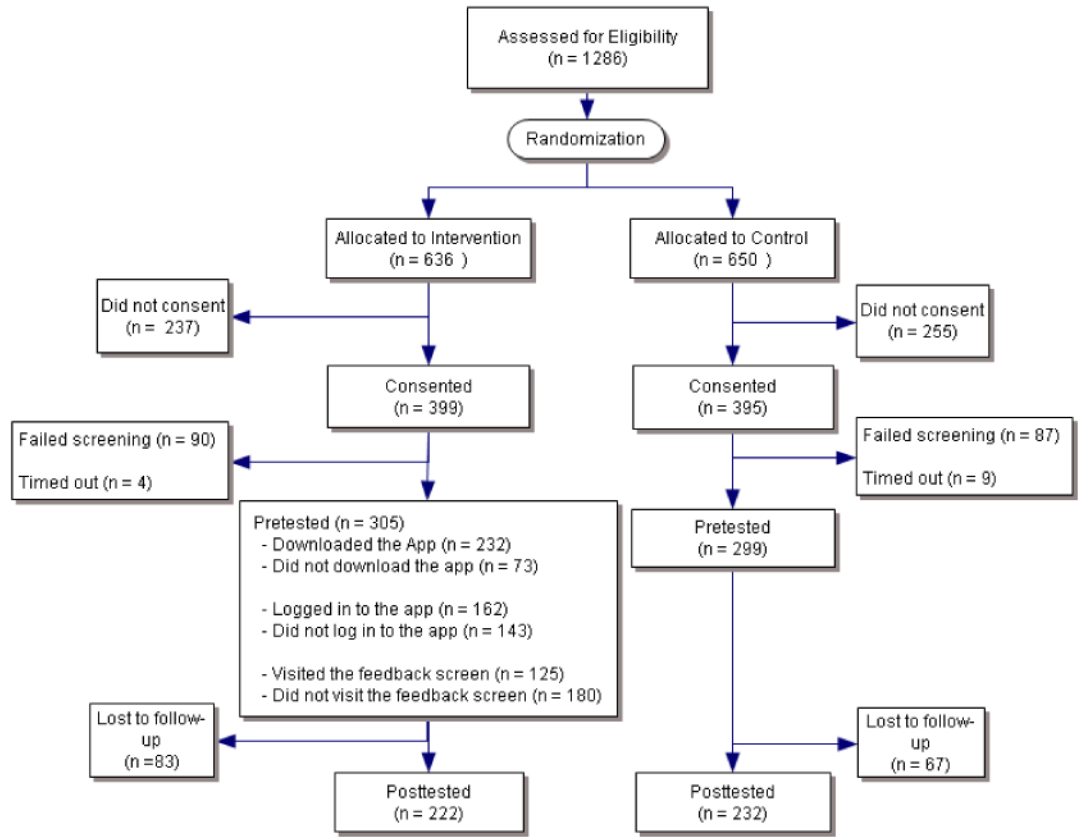 Assessed for Eligibility
(n = 1286)
Randomization
Allocated to Intervention
(n = 636 )
Allocated to Control
(n = 650 )
Did not consent
(n = 237)
Did not consent
(n = 255)
Consented
(n = 399)
Consented
(n = 395)
Failed screening (n = 90)
Timed out (n = 4)
Failed screening (n = 87)
Timed out (n = 9)
Pretested (n = 305)
- Downloaded the App (n = 232)
- Did not download the app (n = 73)
- Logged in to the app (n = 162)
- Did not log in to the app (n = 143)
- Visited the feedback screen (n = 125)
- Did not visit the feedback screen (n = 180)
Pretested
(n = 299)
Lost to follow-
up
(n =83)
Lost to follow-
up
(n = 67)
Posttested
(n = 222)
Posttested
(n = 232)